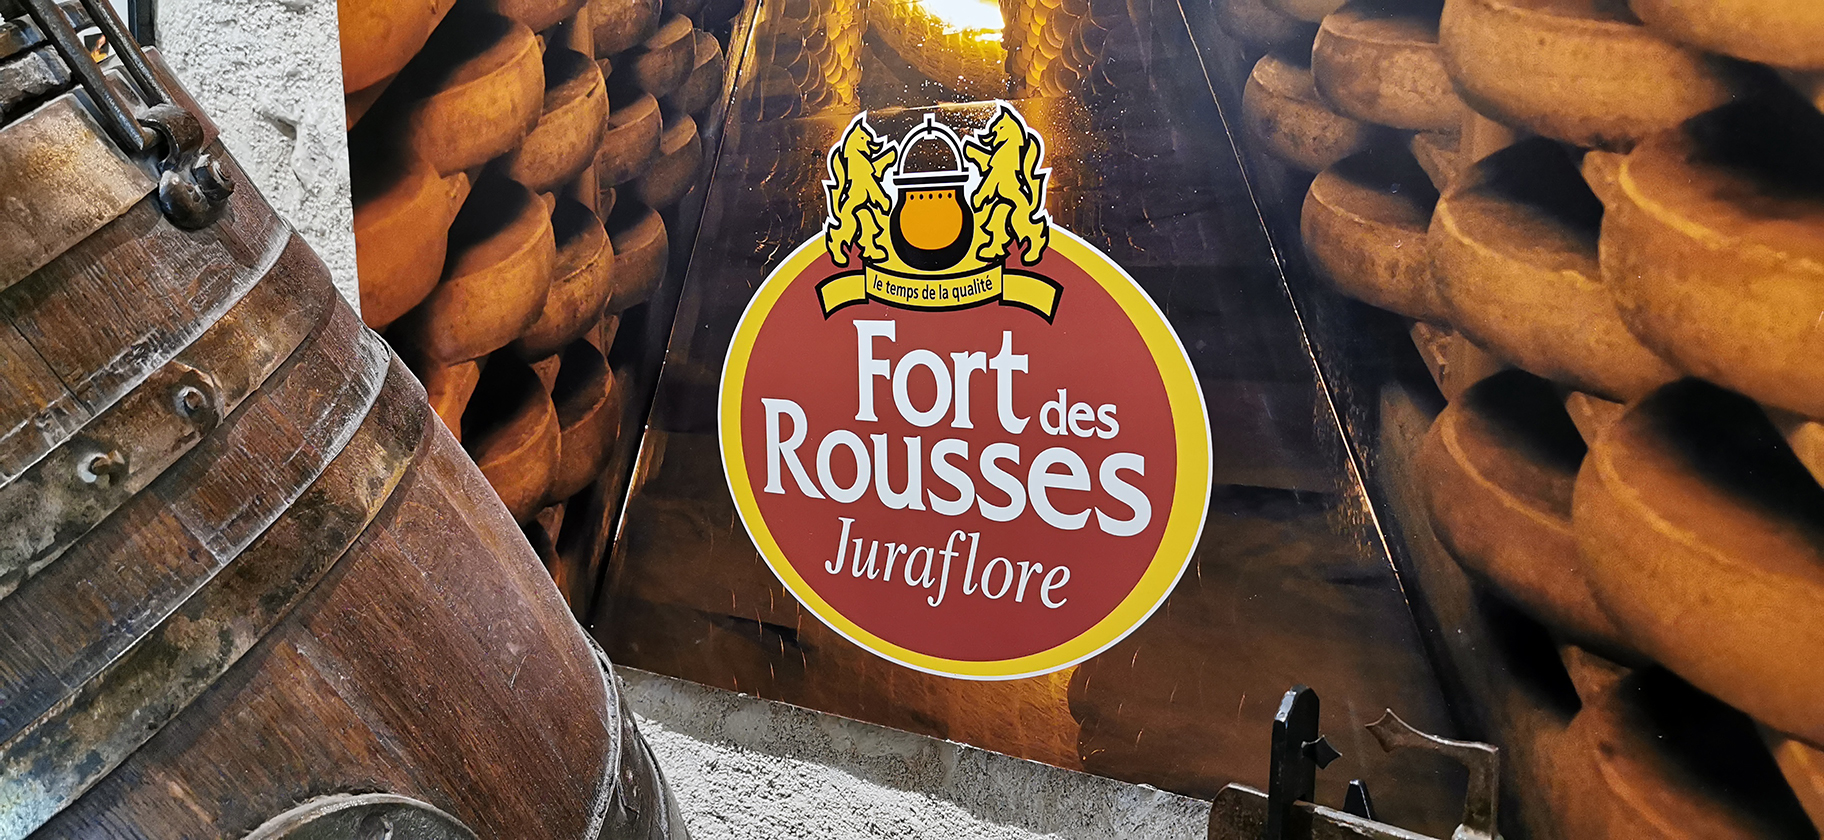 le temps de la qualité
Fort des
Rousses
Juraflore